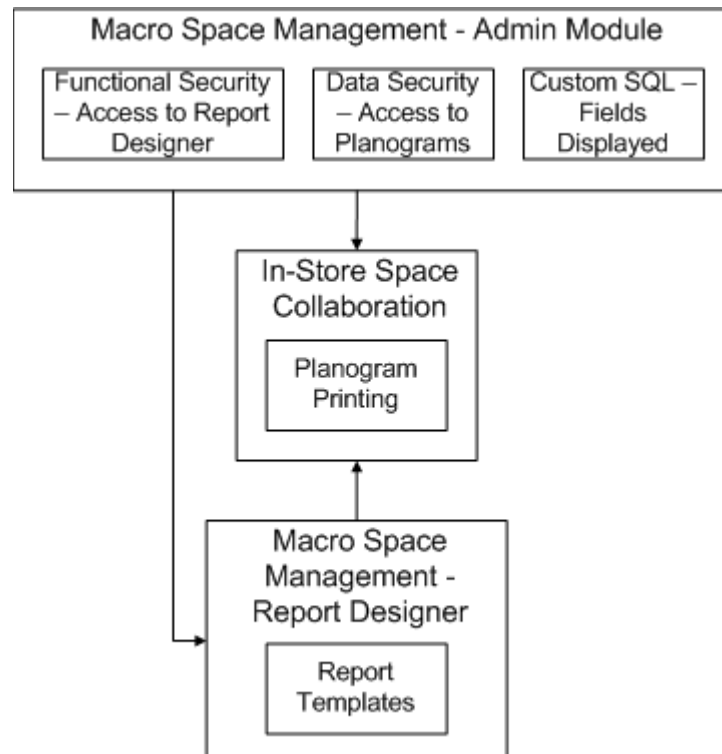 Macro Space Management - Admin Module
Functional Security
– Access to Report
Designer
Data Security
– Access to
Planograms
Custom SQL –
Fields
Displayed
In-Store Space
Collaboration
Planogram
Printing
Macro Space
Management -
Report Designer
Report
Templates